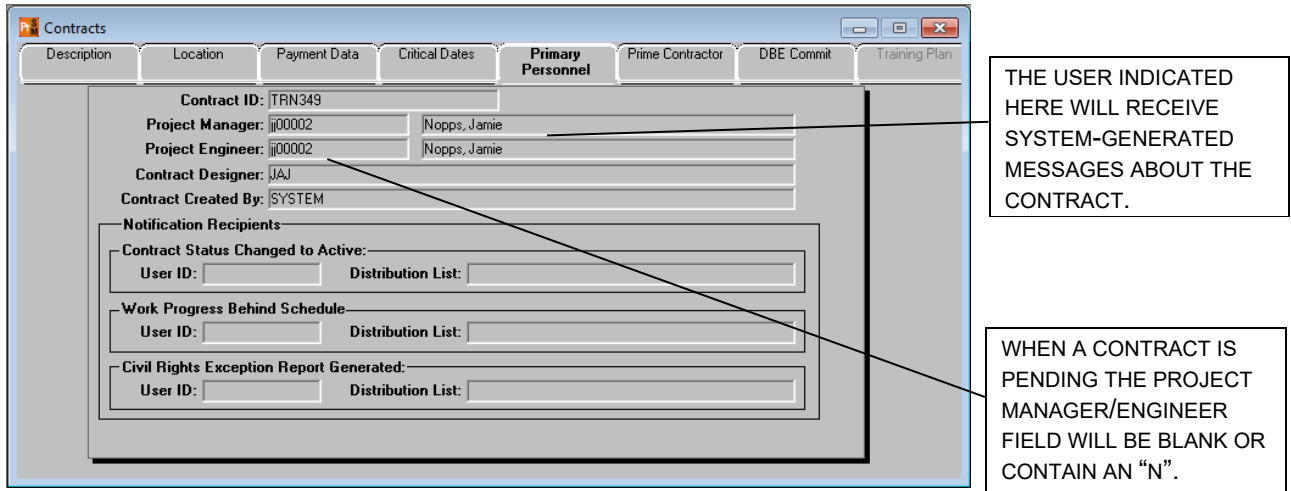 Contracts
Description Location Payment Data Critical Dates Primary Personnel Prime Contractor DBE Commit Training Plan
Contract ID: TRN349
Project Manager: jj00002 Nopps, Jamie
Project Engineer: jj00002 Nopps, Jamie
Contract Designer: JAJ
Contract Created By: SYSTEM
Notification Recipients
Contract Status Changed to Active:
User ID: Distribution List:
Work Progress Behind Schedule
User ID: Distribution List:
Civil Rights Exception Report Generated:
User ID: Distribution List:
THE USER INDICATED
HERE WILL RECEIVE
SYSTEM-GENERATED
MESSAGES ABOUT THE
CONTRACT.
WHEN A CONTRACT IS
PENDING THE PROJECT
MANAGER/ENGINEER
FIELD WILL BE BLANK OR
CONTAIN AN “N”.